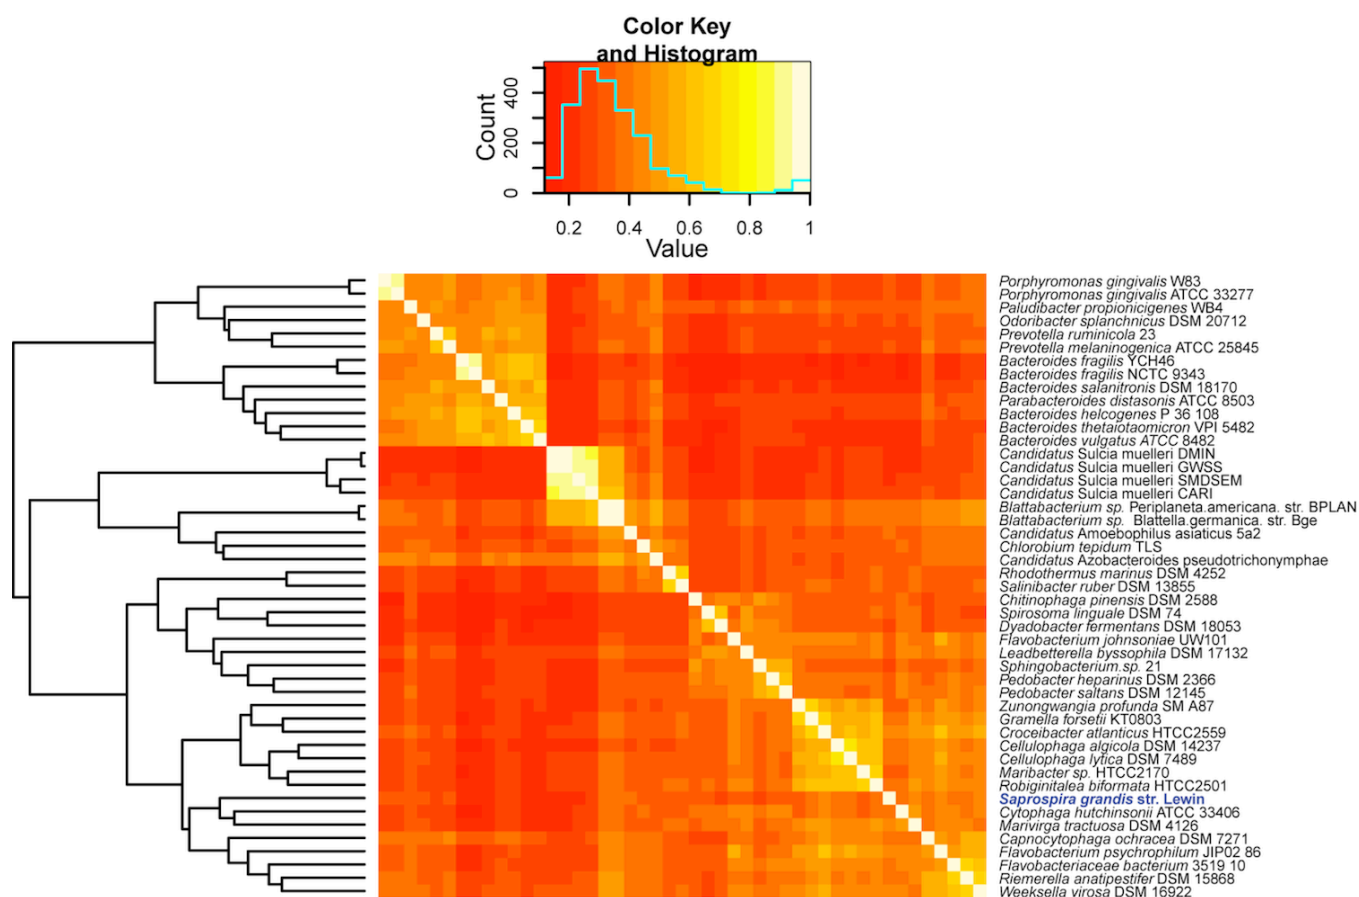 Color Key
and Histogram
Count
0 200 400
0.2 0.4 0.6 0.8 1
Value
Porphyromonas gingivalis W83
Porphyromonas gingivalis ATCC 33277
Paludibacter propionicigenes WB4
Odoribacter splanchnicus DSM 20712
Prevotella ruminicola 23
Prevotella melaninogenica ATCC 25845
Bacteroides fragilis YCH46
Bacteroides fragilis NCTC 9343
Bacteroides salanitronis DSM 18170
Parabacteroides distasonis ATCC 8503
Bacteroides helcogenes P 36 108
Bacteroides thetaiotaomicron VPI 5482
Bacteroides vulgatus ATCC 8482
Candidatus Sulcia muelleri DMIN
Candidatus Sulcia muelleri GWSS
Candidatus Sulcia muelleri SMDSEM
Candidatus Sulcia muelleri CARI
Blattabacterium sp. Periplaneta.americana. str. BPLAN
Blattabacterium sp. Blattella.germanica. str. Bge
Candidatus Amoebophilus asiaticus 5a2
Chlorobium tepidum TLS
Candidatus Azobacteroides pseudotrichonymphae
Rhodothermus marinus DSM 4252
Salinibacter ruber DSM 13855
Chitinophaga pinensis DSM 2588
Spirosoma linguale DSM 74
Dyadobacter fermentans DSM 18053
Flavobacterium johnsoniae UW101
Leadbetterella byssophila DSM 17132
Sphingobacterium.sp. 21
Pedobacter heparinus DSM 2366
Pedobacter saltans DSM 12145
Zunongwangia profunda SM A87
Gramella forsetii KT0803
Croceibacter atlanticus HTCC2559
Cellulophaga algicola DSM 14237
Cellulophaga lytica DSM 7489
Maribacter sp. HTCC2170
Robiginitalea biformata HTCC2501
Saprospira grandis str. Lewin
Cytophaga hutchinsonii ATCC 33406
Marivirga tractuosa DSM 4126
Capnocytophaga ochracea DSM 7271
Flavobacterium psychrophilum JIP02 86
Flavobacteriaceae bacterium 3519 10
Riemerella anatipestifer DSM 15868
Weeksella virosa DSM 16922